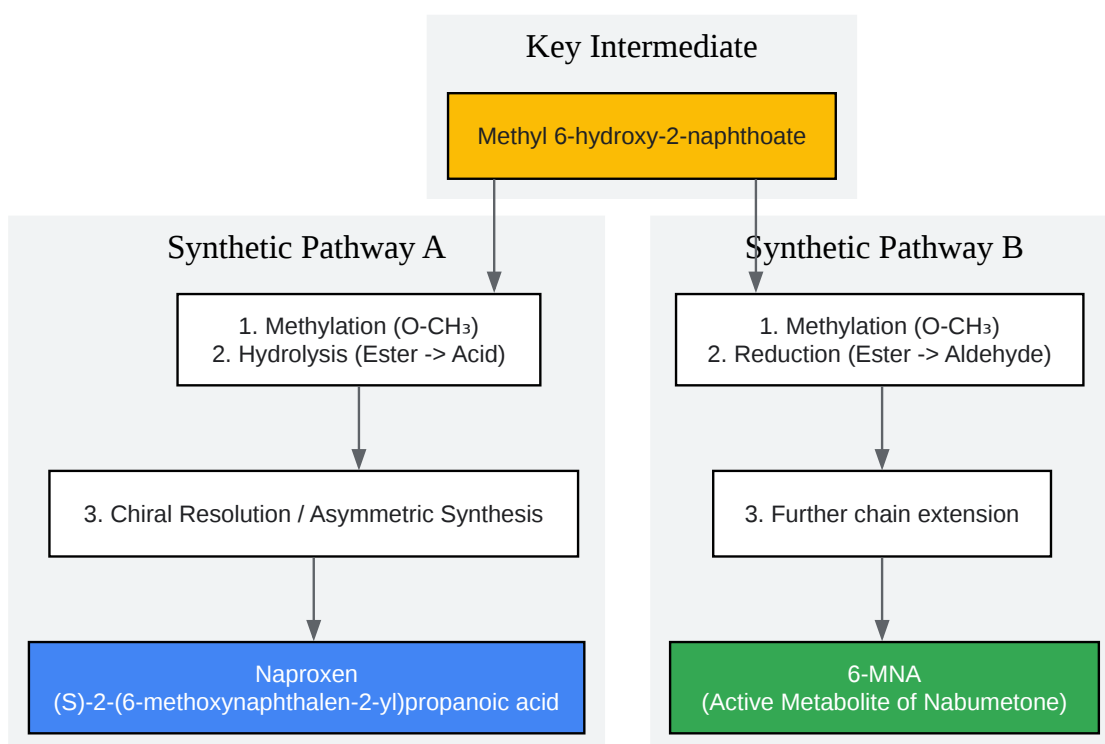 Key Intermediate
Methyl 6-hydroxy-2-naphthoate
Synthetic Pathway A
1. Methylation (O-CH₃)
2. Hydrolysis (Ester -> Acid)
3. Chiral Resolution / Asymmetric Synthesis
Naproxen
(S)-2-(6-methoxynaphthalen-2-yl)propanoic acid
Synthetic Pathway B
1. Methylation (O-CH₃)
2. Reduction (Ester -> Aldehyde)
3. Further chain extension
6-MNA
(Active Metabolite of Nabumetone)